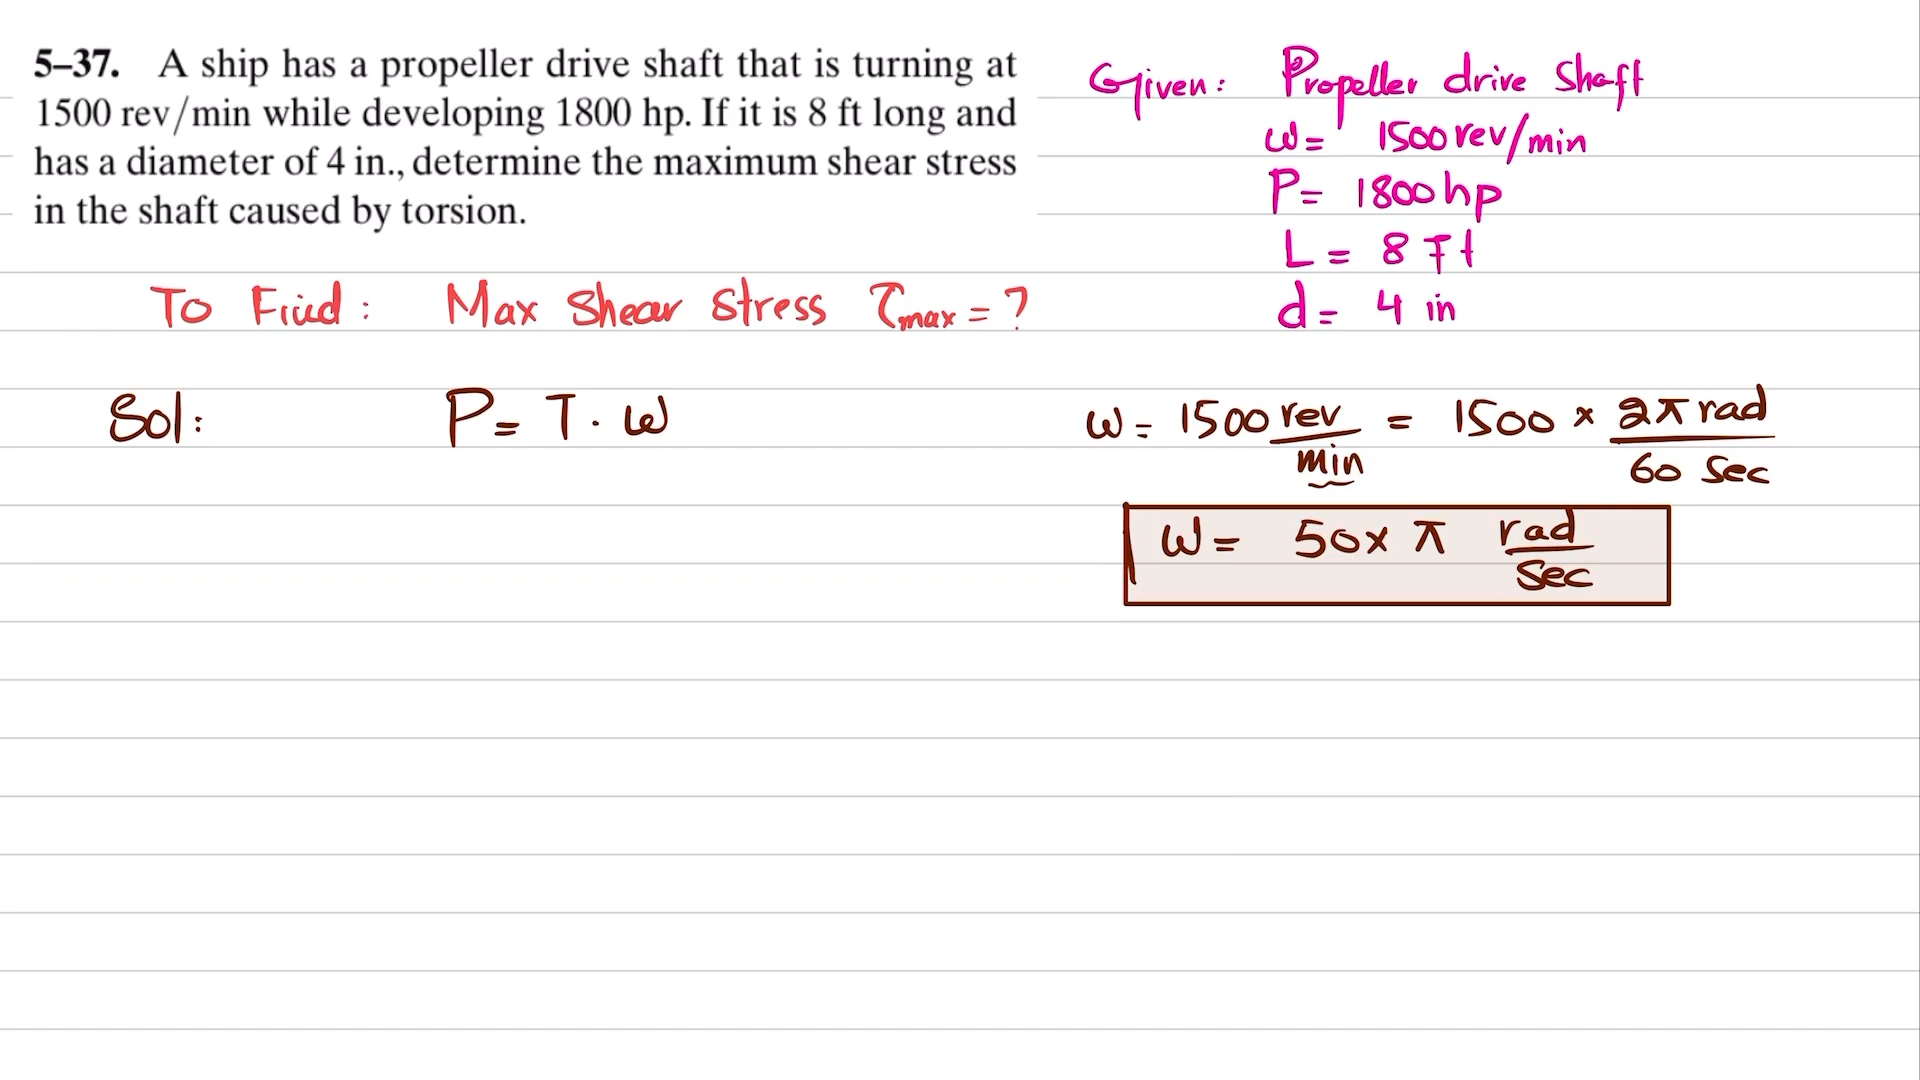 5–37. A ship has a propeller drive shaft that is turning at
1500 rev/min while developing 1800 hp. If it is 8 ft long and
has a diameter of 4 in., determine the maximum shear stress
in the shaft caused by torsion.
Given: Propeller drive Shaft
ω = 1500 rev/min
P = 1800 hp
L = 8 Ft
d = 4 in
To Find: Max Shear Stress τmax = ?
Sol: P = T · ω
ω = 1500 rev/min = 1500 × 2π rad/60 Sec
ω = 50 × π rad/Sec